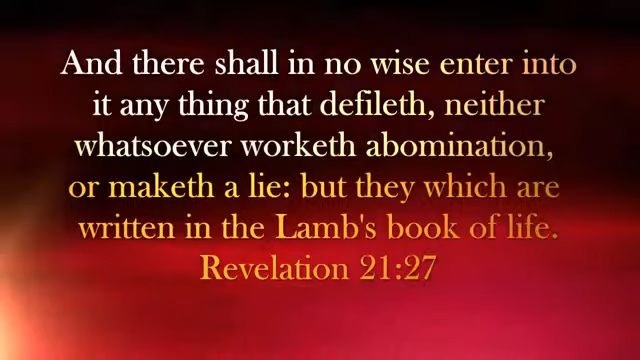 And there shall in no wise enter into
it any thing that defileth, neither
whatsoever worketh abomination,
or maketh a lie: but they which are
written in the Lamb's book of life.
Revelation 21:27